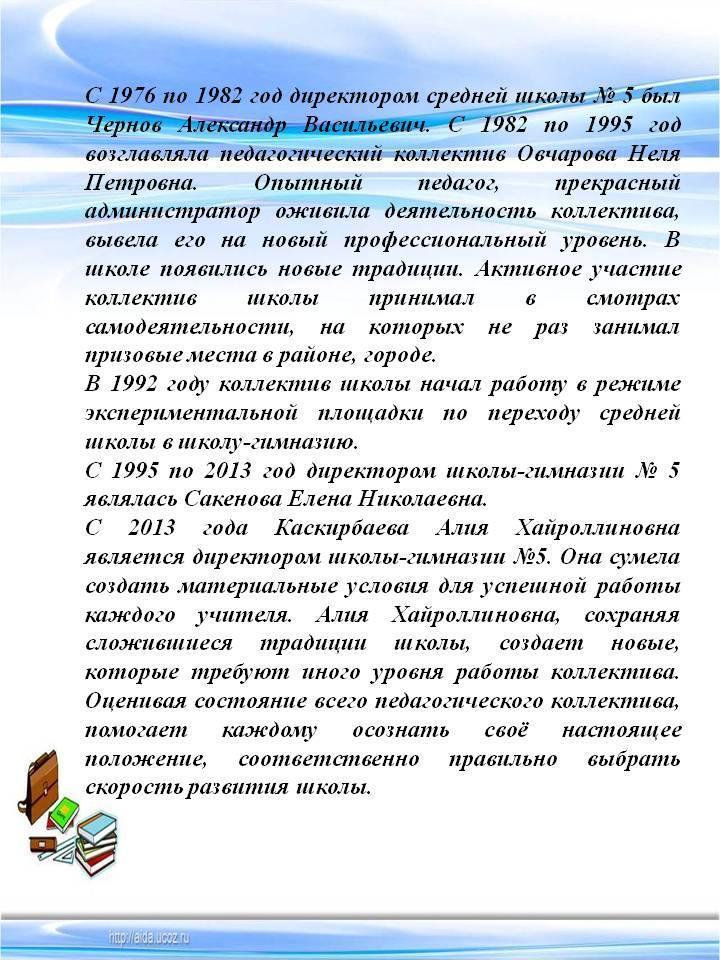 С 1976 по 1982 год директором средней школы № 5 был
Чернов Александр Васильевич. С 1982 по 1995 год
возглавляла педагогический коллектив Овчарова Неля
Петровна. Опытный педагог, прекрасный
администратор оживила деятельность коллектива,
вывела его на новый профессиональный уровень. В
школе появились новые традиции. Активное участие
коллектив школы принимал в смотрах
самодеятельности, на которых не раз занимал
призовые места в районе, городе.
В 1992 году коллектив школы начал работу в режиме
экспериментальной площадки по переходу средней
школы в школу-гимназию.
С 1995 по 2013 год директором школы-гимназии № 5
являлась Сакенова Елена Николаевна.
С 2013 года Каскирбаева Алия Хайроллиновна
является директором школы-гимназии №5. Она сумела
создать материальные условия для успешной работы
каждого учителя. Алия Хайроллиновна, сохраняя
сложившиеся традиции школы, создает новые,
которые требуют иного уровня работы коллектива.
Оценивая состояние всего педагогического коллектива,
помогает каждому осознать своё настоящее
положение, соответственно правильно выбрать
скорость развития школы.
http://aida.ucoz.ru